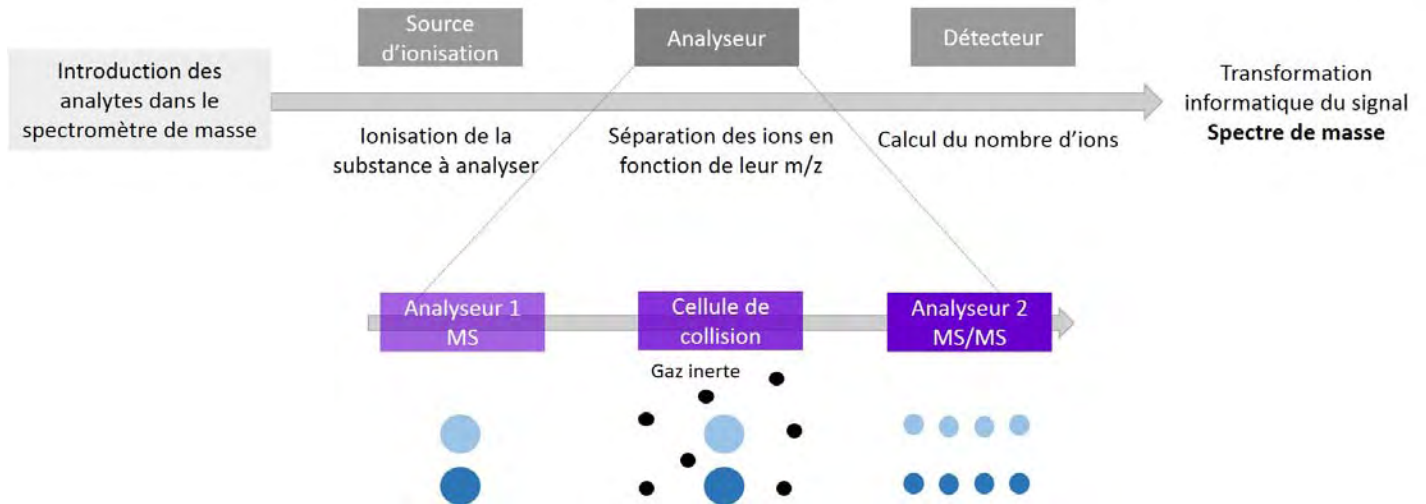 Introduction des
analytes dans le
spectromètre de masse
Source
d'ionisation
Ionisation de la
substance à analyser
Analyseur
Séparation des ions en
fonction de leur m/z
Détecteur
Calcul du nombre d'ions
Transformation
informatique du signal
Spectre de masse
Analyseur 1
MS
Cellule de
collision
Gaz inerte
Analyseur 2
MS/MS